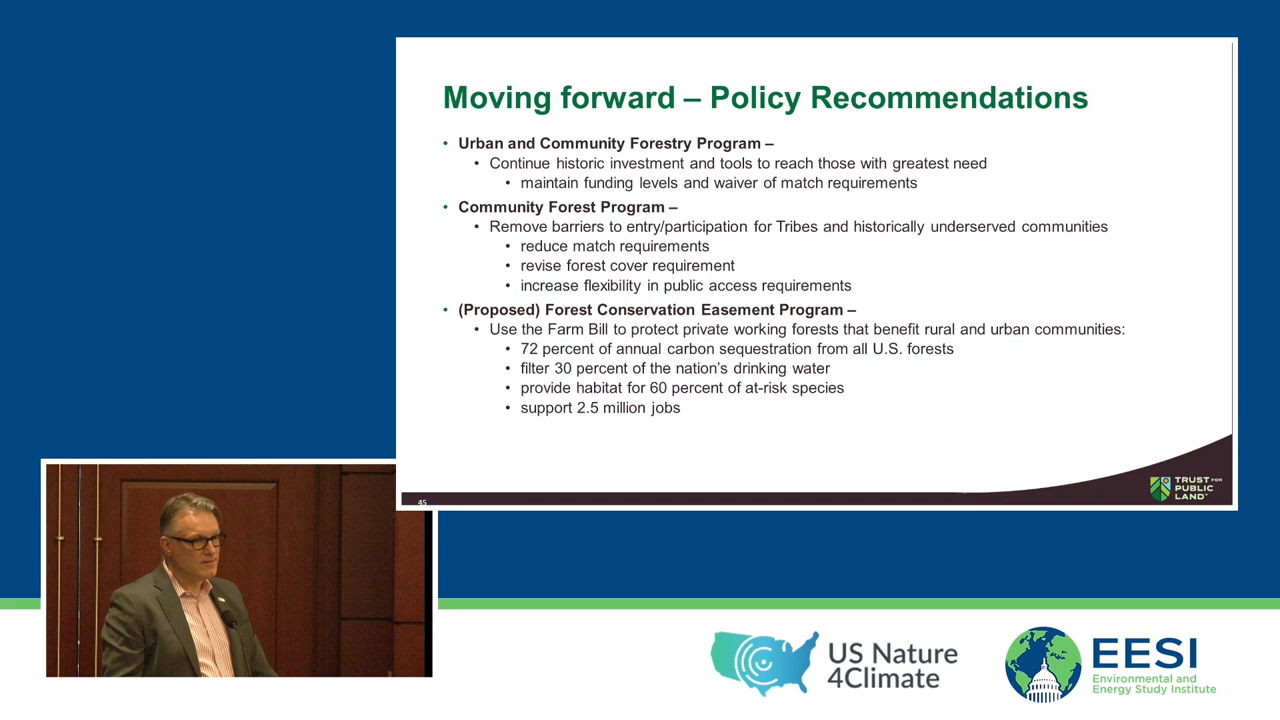 Moving forward – Policy Recommendations
• Urban and Community Forestry Program –
• Continue historic investment and tools to reach those with greatest need
• maintain funding levels and waiver of match requirements
• Community Forest Program –
• Remove barriers to entry/participation for Tribes and historically underserved communities
• reduce match requirements
• revise forest cover requirement
• increase flexibility in public access requirements
• (Proposed) Forest Conservation Easement Program –
• Use the Farm Bill to protect private working forests that benefit rural and urban communities:
• 72 percent of annual carbon sequestration from all U.S. forests
• filter 30 percent of the nation's drinking water
• provide habitat for 60 percent of at-risk species
• support 2.5 million jobs
45
TRUST FOR
PUBLIC
LAND™
US Nature
4Climate
EESI
Environmental and
Energy Study Institute